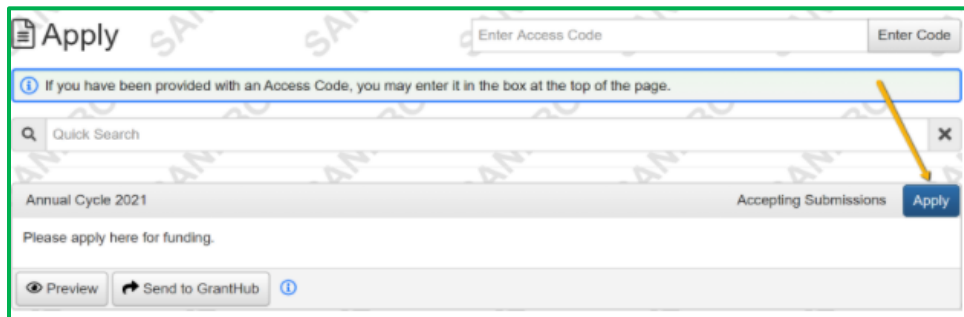 Apply
Enter Access Code
Enter Code
If you have been provided with an Access Code, you may enter it in the box at the top of the page.
Quick Search
Annual Cycle 2021
Accepting Submissions
Apply
Please apply here for funding.
Preview
Send to GrantHub